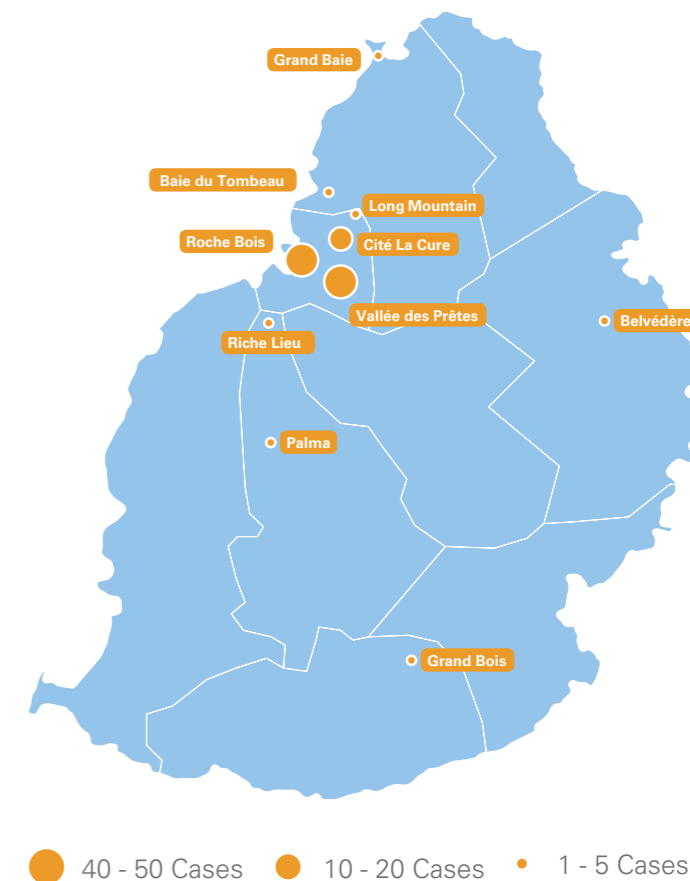 Grand Baie
Baie du Tombeau
Long Mountain
Roche Bois
Cité La Cure
Vallée des Prêtes
Belvédère
Riche Lieu
Palma
Grand Bois
40 - 50 Cases
10 - 20 Cases
1 - 5 Cases